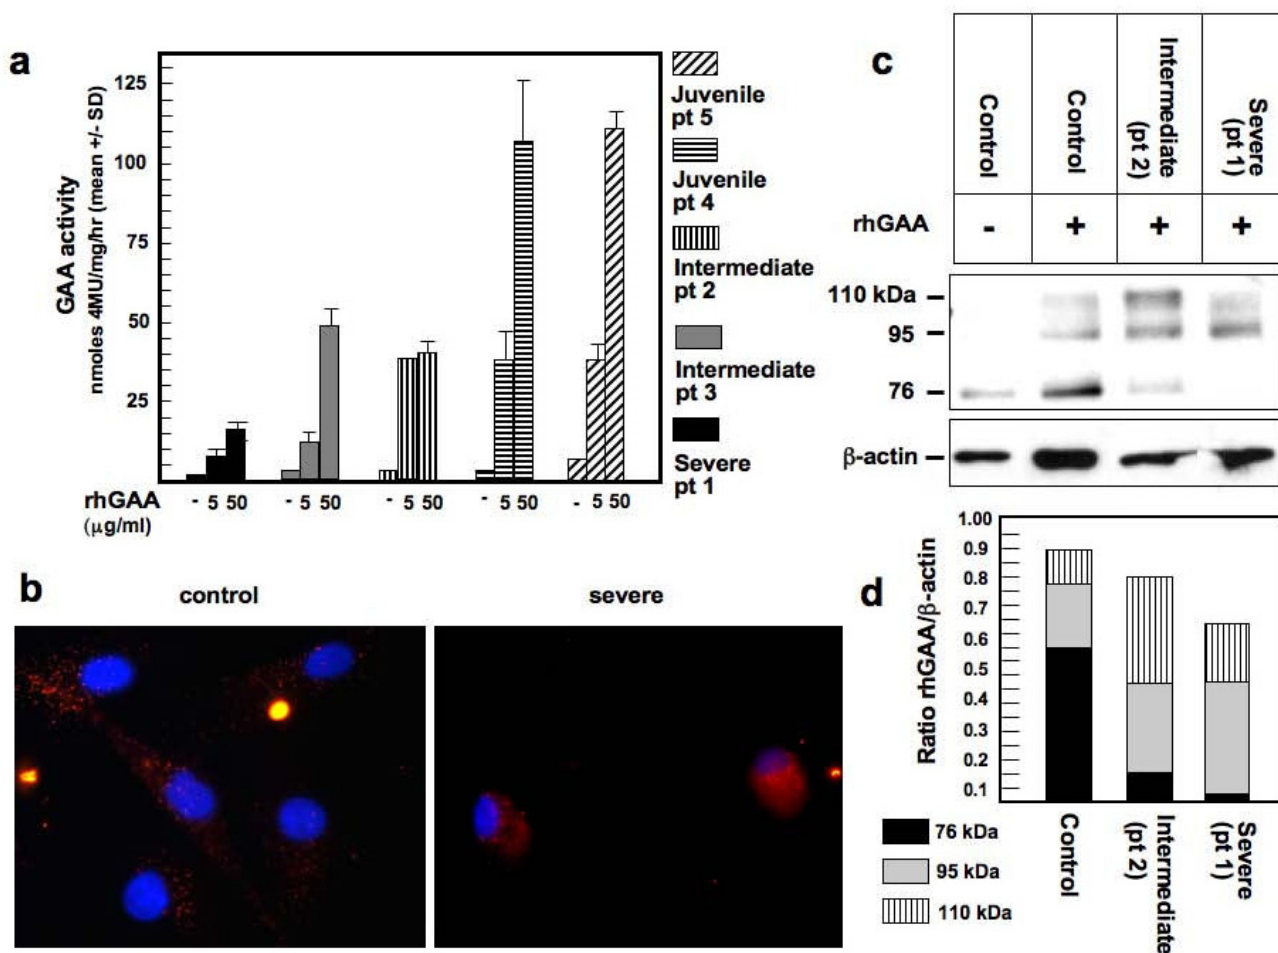 a
GAA activity
nmoles 4MU/mg/hr (mean +/- SD)
125
100
75
50
25
rhGAA
(μg/ml)
- 5 50
- 5 50
- 5 50
- 5 50
- 5 50
Juvenile
pt 5
Juvenile
pt 4
Intermediate
pt 2
Intermediate
pt 3
Severe
pt 1
b
control
severe
c
Control
Control
Intermediate
(pt 2)
Severe
(pt 1)
rhGAA
- + + +
110 kDa
95
76
β-actin
d
Ratio rhGAA/β-actin
1.00
0.9
0.8
0.7
0.6
0.5
0.4
0.3
0.2
0.1
Control
Intermediate
(pt 2)
Severe
(pt 1)
76 kDa
95 kDa
110 kDa